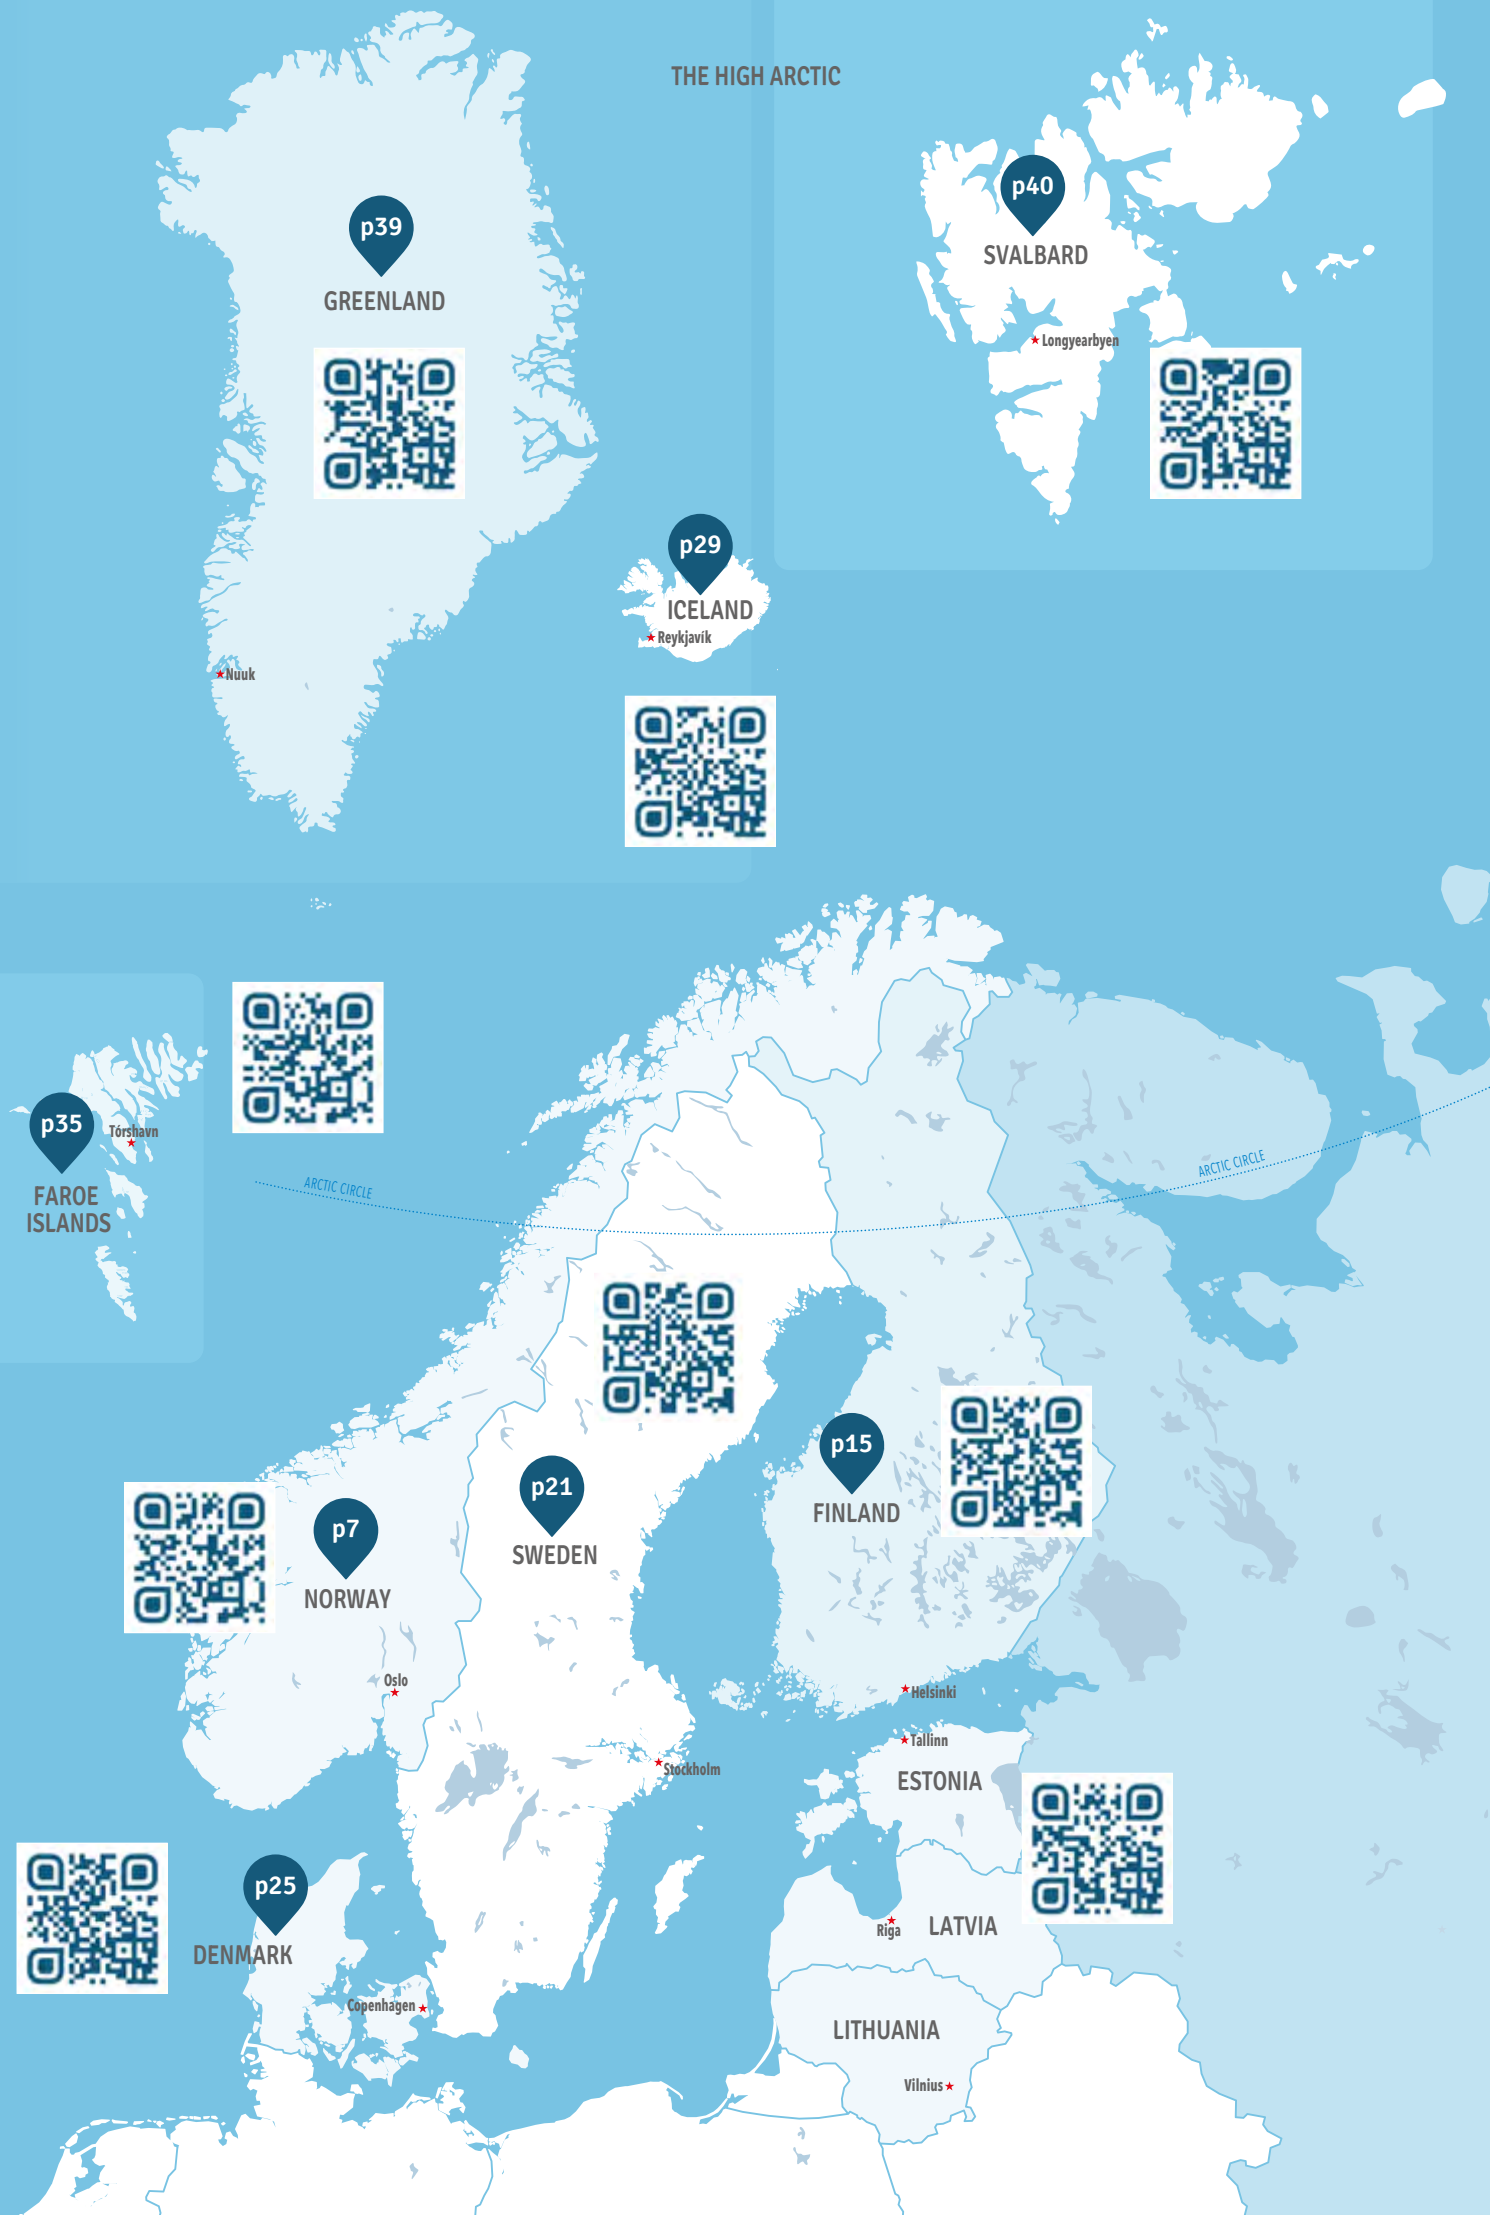 THE HIGH ARCTIC
p39
GREENLAND
p40
SVALBARD
Longyearbyen
p29
ICELAND
Reykjavík
Nuuk
p35
Tórshavn
FAROE
ISLANDS
ARCTIC CIRCLE
ARCTIC CIRCLE
p15
FINLAND
p21
SWEDEN
p7
NORWAY
Oslo
Helsinki
Tallinn
Stockholm
ESTONIA
p25
DENMARK
Riga
LATVIA
Copenhagen
LITHUANIA
Vilnius